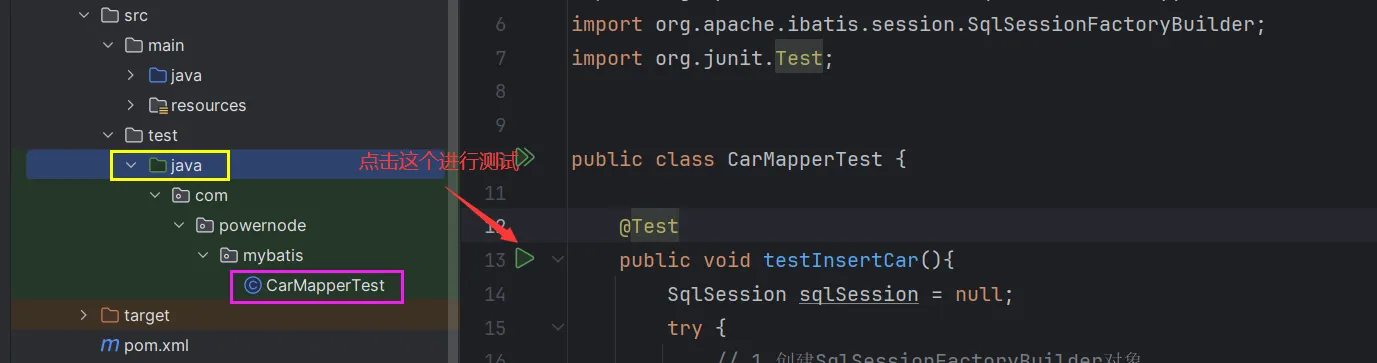 src
main
java
resources
test
java
com
powernode
mybatis
CarMapperTest
target
pom.xml
6 import org.apache.ibatis.session.SqlSessionFactoryBuilder;
7 import org.junit.Test;
8
9
点击这个进行测试
public class CarMapperTest {
11
12 @Test
13 public void testInsertCar(){
14 SqlSession sqlSession = null;
15 try {
16 // 1 创建SqlSessionFactoryBuilder对象